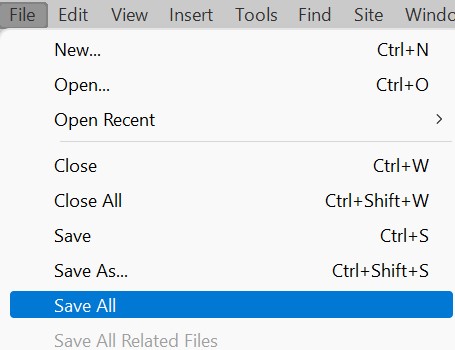 File Edit View Insert Tools Find Site Windo
New... Ctrl+N
Open... Ctrl+O
Open Recent >
Close Ctrl+W
Close All Ctrl+Shift+W
Save Ctrl+S
Save As... Ctrl+Shift+S
Save All
Save All Related Files